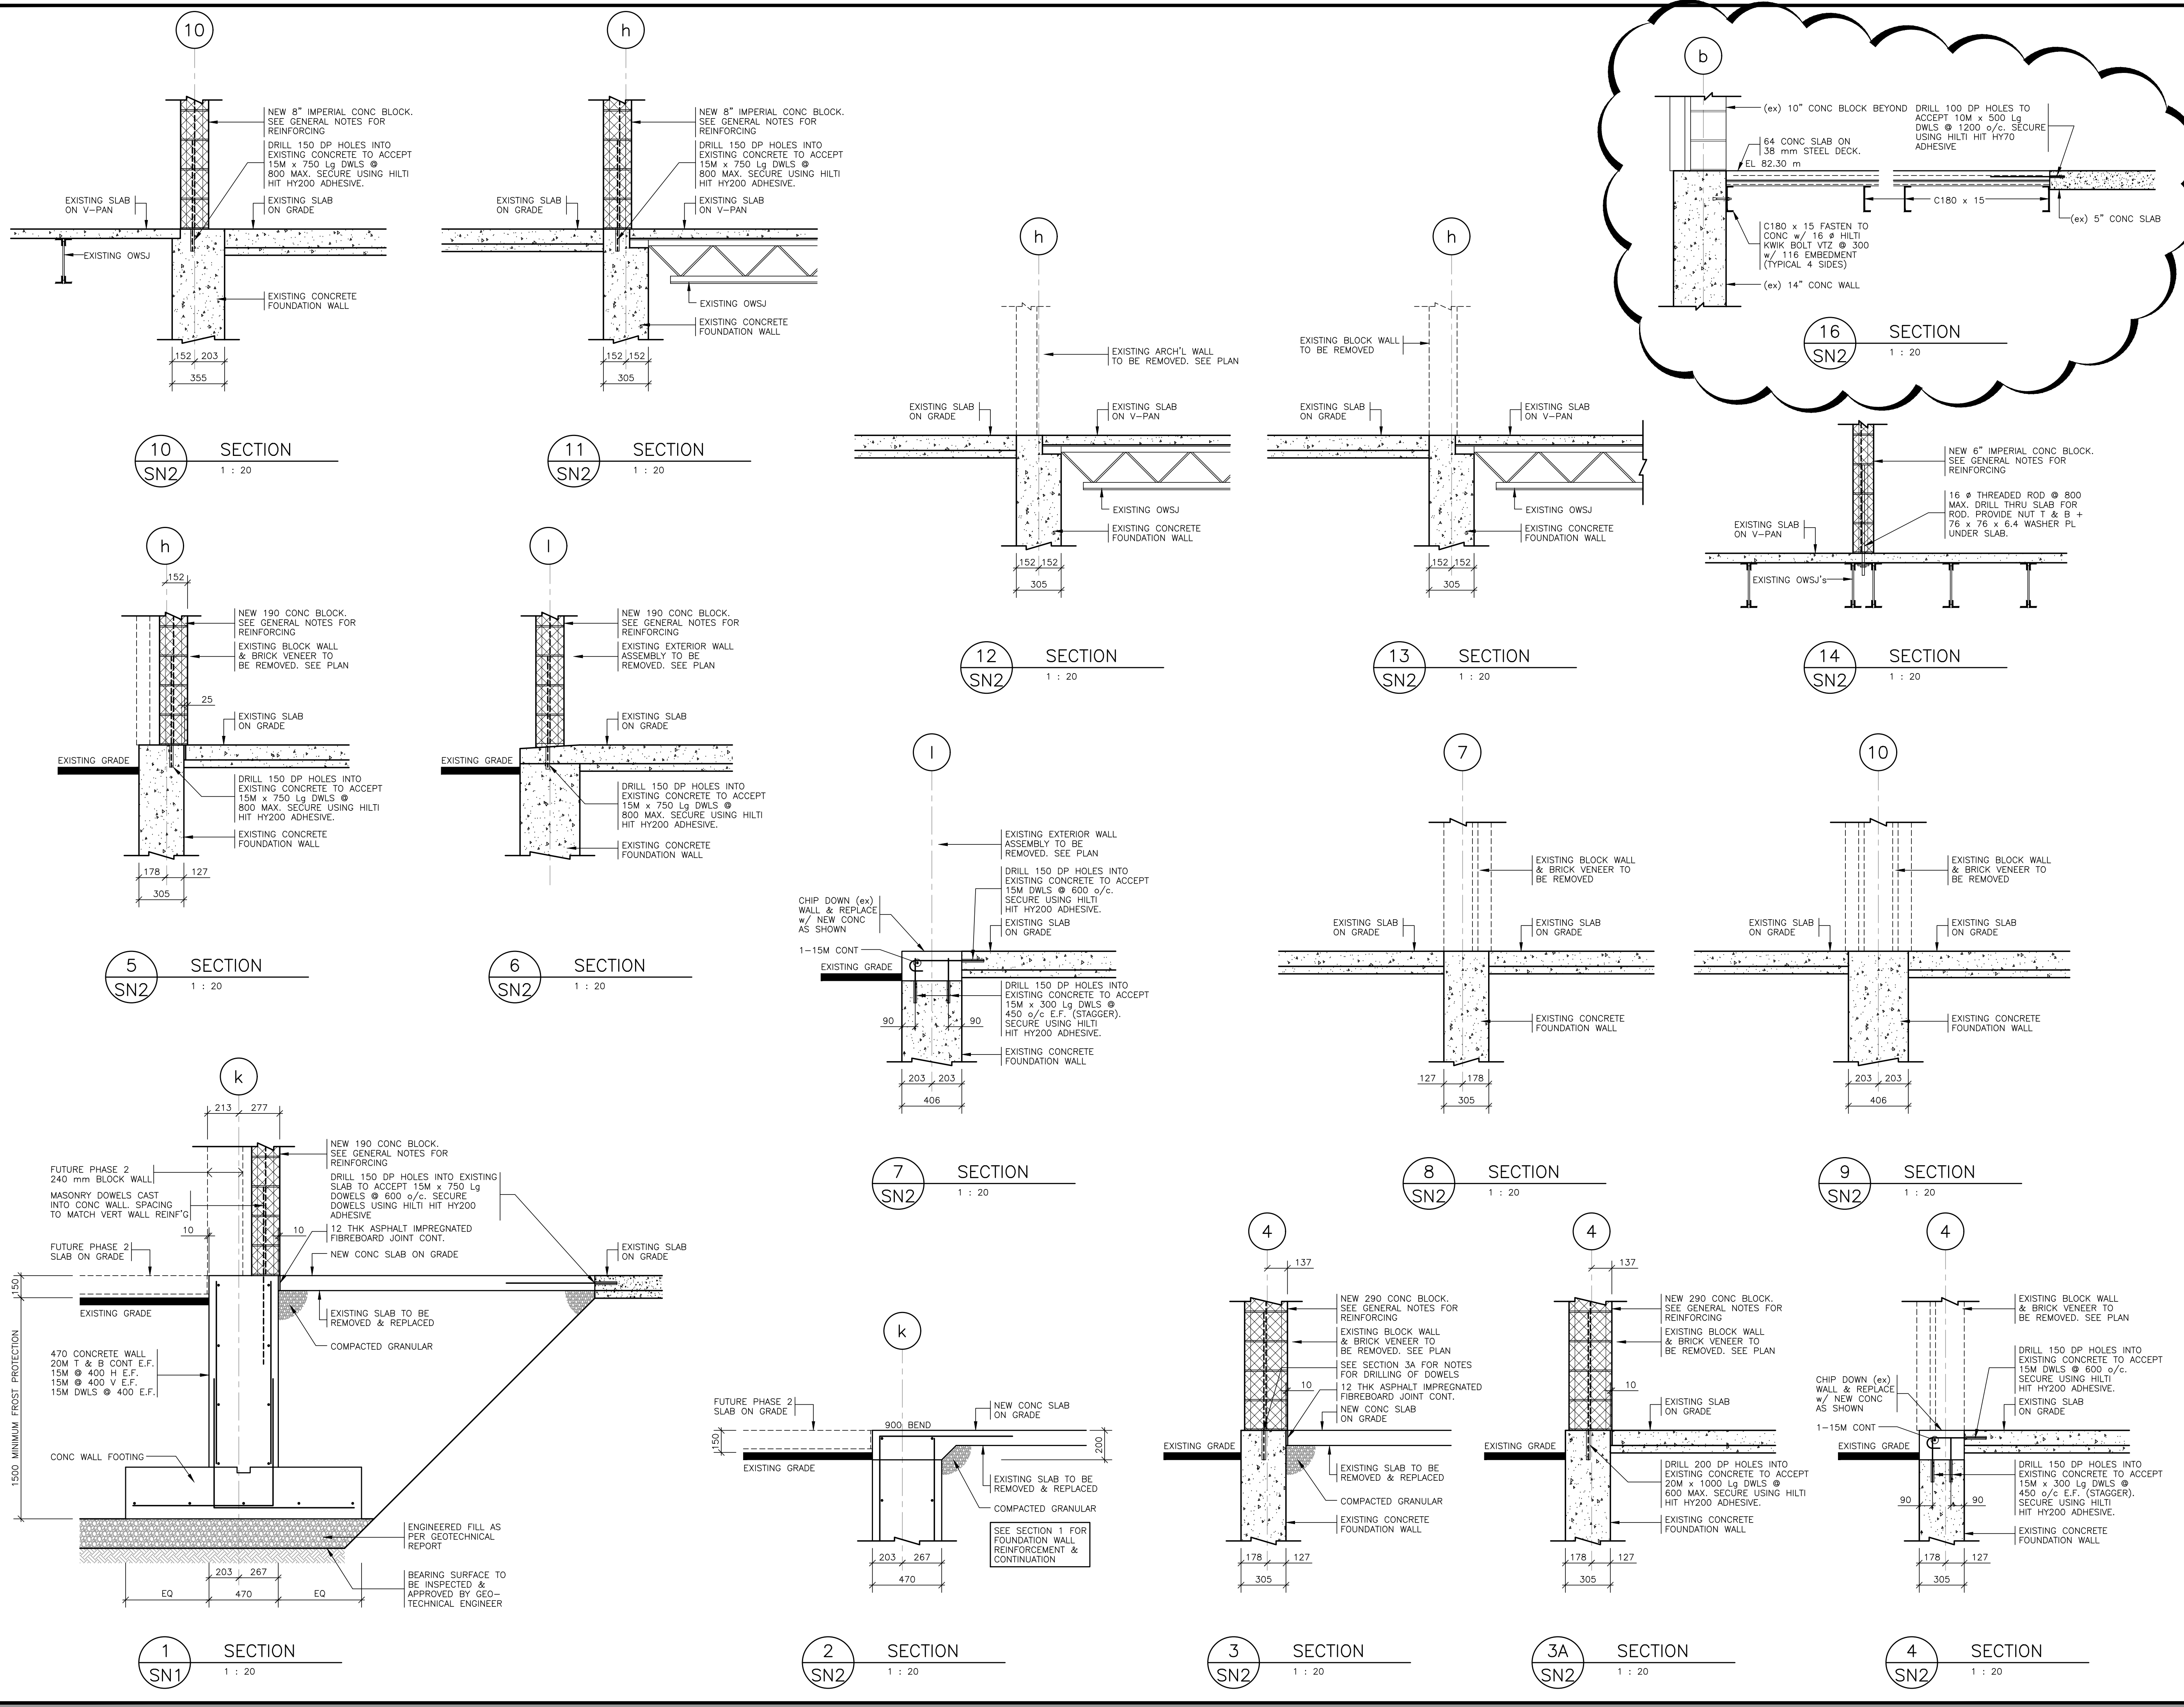 10
NEW 8" IMPERIAL CONC BLOCK.
SEE GENERAL NOTES FOR
REINFORCING
DRILL 150 DP HOLES INTO
EXISTING CONCRETE TO ACCEPT
15M x 750 Lg DWLS @
800 MAX. SECURE USING HILTI
HIT HY200 ADHESIVE.
EXISTING SLAB
ON V-PAN
EXISTING SLAB
ON GRADE
EXISTING OWSJ
EXISTING CONCRETE
FOUNDATION WALL
152 203
355
10
SN2
SECTION
1 : 20
h
NEW 8" IMPERIAL CONC BLOCK.
SEE GENERAL NOTES FOR
REINFORCING
DRILL 150 DP HOLES INTO
EXISTING CONCRETE TO ACCEPT
15M x 750 Lg DWLS @
800 MAX. SECURE USING HILTI
HIT HY200 ADHESIVE.
EXISTING SLAB
ON GRADE
EXISTING SLAB
ON V-PAN
EXISTING OWSJ
EXISTING CONCRETE
FOUNDATION WALL
152 152
305
11
SN2
SECTION
1 : 20
h
EXISTING ARCH'L WALL
TO BE REMOVED. SEE PLAN
EXISTING SLAB
ON GRADE
EXISTING SLAB
ON V-PAN
EXISTING OWSJ
EXISTING CONCRETE
FOUNDATION WALL
152 152
305
12
SN2
SECTION
1 : 20
h
EXISTING BLOCK WALL
TO BE REMOVED
EXISTING SLAB
ON GRADE
EXISTING SLAB
ON V-PAN
EXISTING OWSJ
EXISTING CONCRETE
FOUNDATION WALL
152 152
305
13
SN2
SECTION
1 : 20
b
(ex) 10" CONC BLOCK BEYOND
DRILL 100 DP HOLES TO
ACCEPT 10M x 500 Lg
DWLS @ 1200 o/c. SECURE
USING HILTI HIT HY70
ADHESIVE
64 CONC SLAB ON
38 mm STEEL DECK.
EL 82.30 m
C180 x 15
(ex) 5" CONC SLAB
C180 x 15 FASTEN TO
CONC w/ 16 ø HILTI
KWIK BOLT VTZ @ 300
w/ 116 EMBEDMENT
(TYPICAL 4 SIDES)
(ex) 14" CONC WALL
16
SN2
SECTION
1 : 20
NEW 6" IMPERIAL CONC BLOCK.
SEE GENERAL NOTES FOR
REINFORCING
16 ø THREADED ROD @ 800
MAX. DRILL THRU SLAB FOR
ROD. PROVIDE NUT T & B +
76 x 76 x 6.4 WASHER PL
UNDER SLAB.
EXISTING SLAB
ON V-PAN
EXISTING OWSJ's
14
SN2
SECTION
1 : 20
h
152
NEW 190 CONC BLOCK.
SEE GENERAL NOTES FOR
REINFORCING
EXISTING BLOCK WALL
& BRICK VENEER TO
BE REMOVED. SEE PLAN
25
EXISTING SLAB
ON GRADE
EXISTING GRADE
DRILL 150 DP HOLES INTO
EXISTING CONCRETE TO ACCEPT
15M x 750 Lg DWLS @
800 MAX. SECURE USING HILTI
HIT HY200 ADHESIVE.
EXISTING CONCRETE
FOUNDATION WALL
178 127
305
5
SN2
SECTION
1 : 20
l
NEW 190 CONC BLOCK.
SEE GENERAL NOTES FOR
REINFORCING
EXISTING EXTERIOR WALL
ASSEMBLY TO BE
REMOVED. SEE PLAN
EXISTING SLAB
ON GRADE
EXISTING GRADE
DRILL 150 DP HOLES INTO
EXISTING CONCRETE TO ACCEPT
15M x 750 Lg DWLS @
800 MAX. SECURE USING HILTI
HIT HY200 ADHESIVE.
EXISTING CONCRETE
FOUNDATION WALL
6
SN2
SECTION
1 : 20
l
EXISTING EXTERIOR WALL
ASSEMBLY TO BE
REMOVED. SEE PLAN
DRILL 150 DP HOLES INTO
EXISTING CONCRETE TO ACCEPT
15M DWLS @ 600 o/c.
SECURE USING HILTI
HIT HY200 ADHESIVE.
CHIP DOWN (ex)
WALL & REPLACE
w/ NEW CONC
AS SHOWN
EXISTING SLAB
ON GRADE
1-15M CONT
EXISTING GRADE
DRILL 150 DP HOLES INTO
EXISTING CONCRETE TO ACCEPT
15M x 300 Lg DWLS @
450 o/c E.F. (STAGGER).
SECURE USING HILTI
HIT HY200 ADHESIVE.
90 90
EXISTING CONCRETE
FOUNDATION WALL
203 203
406
7
SN2
SECTION
1 : 20
7
EXISTING BLOCK WALL
& BRICK VENEER TO
BE REMOVED
EXISTING SLAB
ON GRADE
EXISTING SLAB
ON GRADE
EXISTING CONCRETE
FOUNDATION WALL
127 178
305
8
SN2
SECTION
1 : 20
10
EXISTING BLOCK WALL
& BRICK VENEER TO
BE REMOVED
EXISTING SLAB
ON GRADE
EXISTING SLAB
ON GRADE
EXISTING CONCRETE
FOUNDATION WALL
203 203
406
9
SN2
SECTION
1 : 20
k
213 277
NEW 190 CONC BLOCK.
SEE GENERAL NOTES FOR
REINFORCING
FUTURE PHASE 2
240 mm BLOCK WALL
DRILL 150 DP HOLES INTO EXISTING
SLAB TO ACCEPT 15M x 750 Lg
DOWELS @ 600 o/c. SECURE
DOWELS USING HILTI HIT HY200
ADHESIVE
MASONRY DOWELS CAST
INTO CONC WALL. SPACING
TO MATCH VERT WALL REINF'G
10 10
12 THK ASPHALT IMPREGNATED
FIBREBOARD JOINT CONT.
FUTURE PHASE 2
SLAB ON GRADE
NEW CONC SLAB ON GRADE
EXISTING SLAB
ON GRADE
150
EXISTING GRADE
EXISTING SLAB TO BE
REMOVED & REPLACED
COMPACTED GRANULAR
1500 MINIMUM FROST PROTECTION
470 CONCRETE WALL
20M T & B CONT E.F.
15M @ 400 H E.F.
15M @ 400 V E.F.
15M DWLS @ 400 E.F.
CONC WALL FOOTING
ENGINEERED FILL AS
PER GEOTECHNICAL
REPORT
BEARING SURFACE TO
BE INSPECTED &
APPROVED BY GEO-
TECHNICAL ENGINEER
203 267
EQ 470 EQ
1
SN1
SECTION
1 : 20
k
FUTURE PHASE 2
SLAB ON GRADE
900 BEND
NEW CONC SLAB
ON GRADE
150
200
EXISTING GRADE
EXISTING SLAB TO BE
REMOVED & REPLACED
COMPACTED GRANULAR
SEE SECTION 1 FOR
FOUNDATION WALL
REINFORCEMENT &
CONTINUATION
203 267
470
2
SN2
SECTION
1 : 20
4
137
NEW 290 CONC BLOCK.
SEE GENERAL NOTES FOR
REINFORCING
EXISTING BLOCK WALL
& BRICK VENEER TO
BE REMOVED. SEE PLAN
SEE SECTION 3A FOR NOTES
FOR DRILLING OF DOWELS
10
12 THK ASPHALT IMPREGNATED
FIBREBOARD JOINT CONT.
NEW CONC SLAB
ON GRADE
EXISTING GRADE
EXISTING SLAB TO BE
REMOVED & REPLACED
COMPACTED GRANULAR
EXISTING CONCRETE
FOUNDATION WALL
178 127
305
3
SN2
SECTION
1 : 20
4
137
NEW 290 CONC BLOCK.
SEE GENERAL NOTES FOR
REINFORCING
EXISTING BLOCK WALL
& BRICK VENEER TO
BE REMOVED. SEE PLAN
10
EXISTING SLAB
ON GRADE
EXISTING GRADE
DRILL 200 DP HOLES INTO
EXISTING CONCRETE TO ACCEPT
20M x 1000 Lg DWLS @
600 MAX. SECURE USING HILTI
HIT HY200 ADHESIVE.
EXISTING CONCRETE
FOUNDATION WALL
178 127
305
3A
SN2
SECTION
1 : 20
4
EXISTING BLOCK WALL
& BRICK VENEER TO
BE REMOVED. SEE PLAN
DRILL 150 DP HOLES INTO
EXISTING CONCRETE TO ACCEPT
15M DWLS @ 600 o/c.
SECURE USING HILTI
HIT HY200 ADHESIVE.
CHIP DOWN (ex)
WALL & REPLACE
w/ NEW CONC
AS SHOWN
EXISTING SLAB
ON GRADE
1-15M CONT
EXISTING GRADE
DRILL 150 DP HOLES INTO
EXISTING CONCRETE TO ACCEPT
15M x 300 Lg DWLS @
450 o/c E.F. (STAGGER).
SECURE USING HILTI
HIT HY200 ADHESIVE.
90 90
EXISTING CONCRETE
FOUNDATION WALL
178 127
305
4
SN2
SECTION
1 : 20